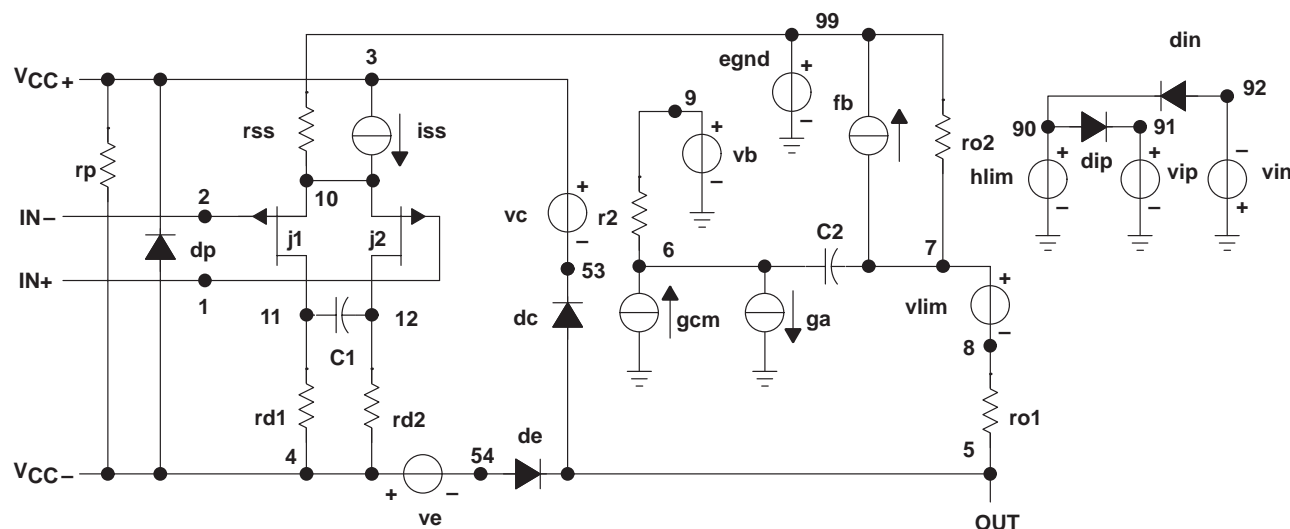 99
din
3
VCC+
egnd
+
92
9
fb
+
rss
iss
−
90
91
+
ro2
dip
−
rp
vb
+
+
hlim
vip
vin
10
−
2
−
−
+
+
IN−
vc
r2
−
C2
j1
j2
6
7
dp
IN+
53
+
1
vlim
gcm
ga
11
12
dc
−
8
C1
rd1
rd2
ro1
de
54
5
4
VCC−
+
−
ve
OUT